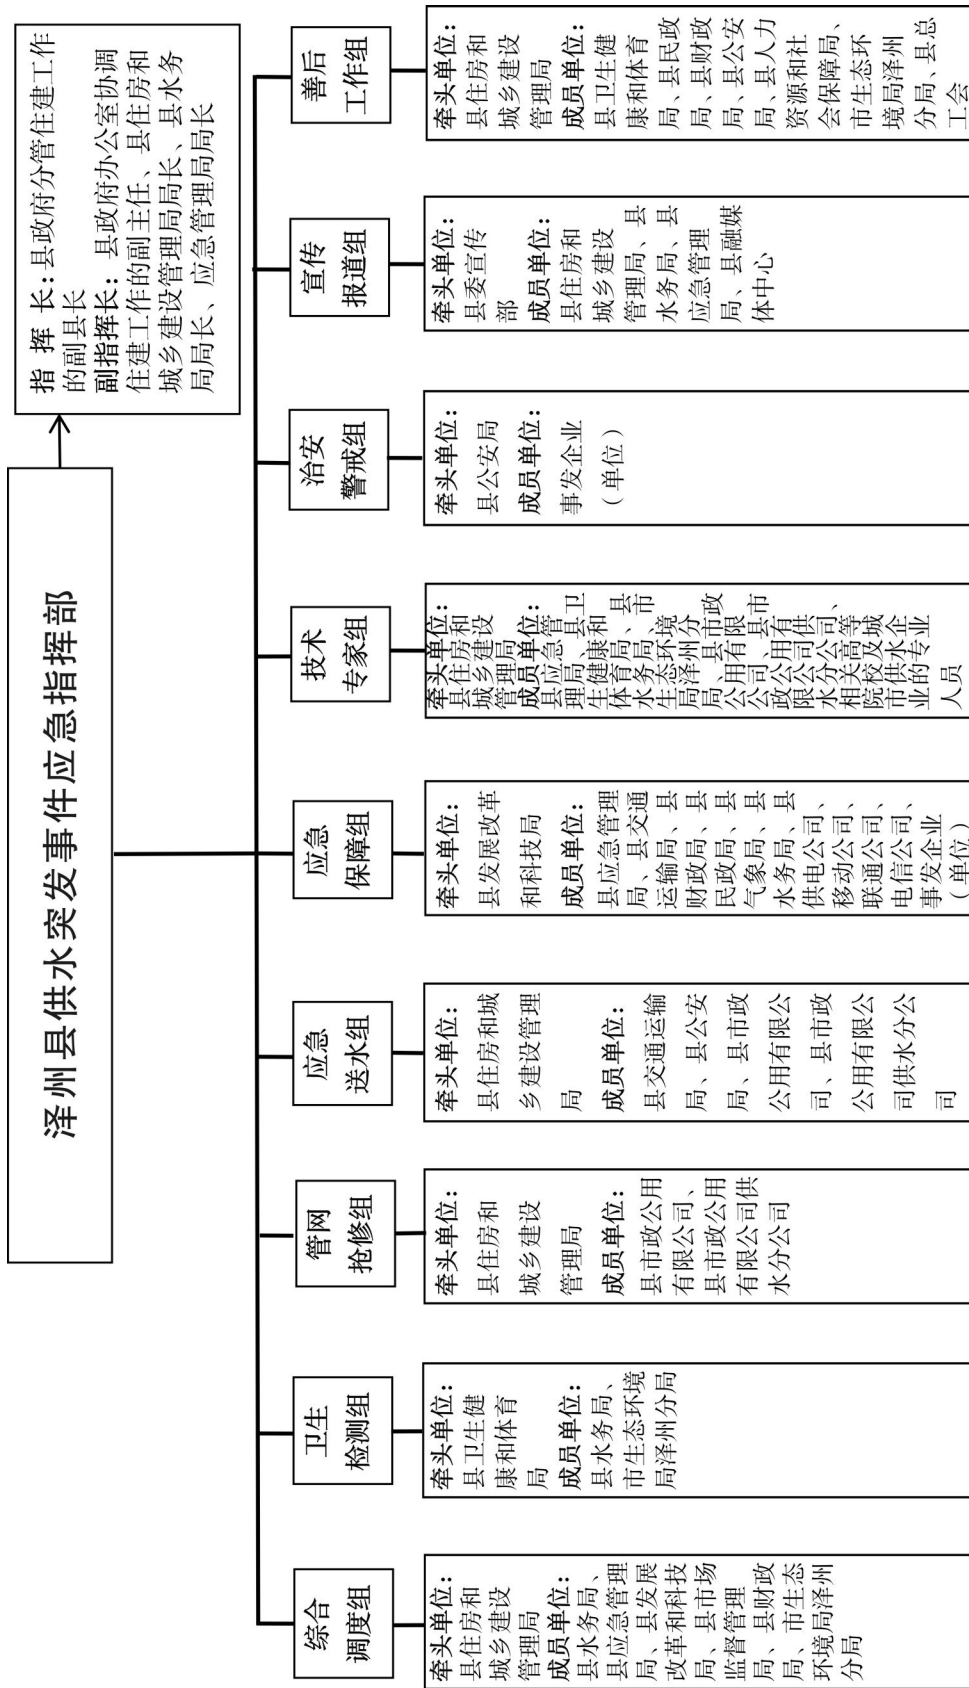 泽州县供水突发事件应急指挥部
指 挥 长:县政府分管住建工作
的副县长
副指挥长:县政府办公室协调
住建工作的副主任、县住房和
城乡建设管理局局长、县水务
局局长、应急管理局局长
综合
调度组
牵头单位:
县住房和
城乡建设
管理局
成员单位:
县水务局、
县应急管理
局、县发展
改革和科技
局、县市场
监督管理
局、县财政
局、市生态
环境局泽州
分局
卫生
检测组
牵头单位:
县卫生健
康和体育
局
成员单位:
县水务局、
市生态环境
局泽州分局
管网
抢修组
牵头单位:
县住房和
城乡建设
管理局
成员单位:
县市政公用
有限公司、
县市政公用
有限公司供
水分公司
应急
送水组
牵头单位:
县住房和城
乡建设管理
局
成员单位:
县交通运输
局、县公安
局、县市政
公用有限公
司、县市政
公用有限公
司供水分公
司
应急
保障组
牵头单位:
县发展改革
和科技局
成员单位:
县应急管理
局、县交通
运输局、县
财政局、县
民政局、县
气象局、县
水务局、县
供电公司、
移动公司、
联通公司、
电信公司、
事发企业
(单位)
技术
专家组
牵头单位:
县住房和
城乡建设
管理局
成员单位:
县应急管
理局、县卫
生健康和
体育局、县
水务局、市
生态环境
局泽州分
局、县市政
公用有限
公司、县市
政公用有
限公司供
水分公司、
相关高等
院校及城
市供水企
业的专业
人员
治安
警戒组
牵头单位:
县公安局
成员单位:
事发企业
(单位)
宣传
报道组
牵头单位:
县委宣传
部
成员单位:
县住房和
城乡建设
管理局、县
水务局、县
应急管理
局、县融媒
体中心
善后
工作组
牵头单位:
县住房和
城乡建设
管理局
成员单位:
县卫生健
康和体育
局、县民政
局、县财政
局、县公安
局、县人力
资源和社
会保障局、
市生态环
境局泽州
分局、县总
工会